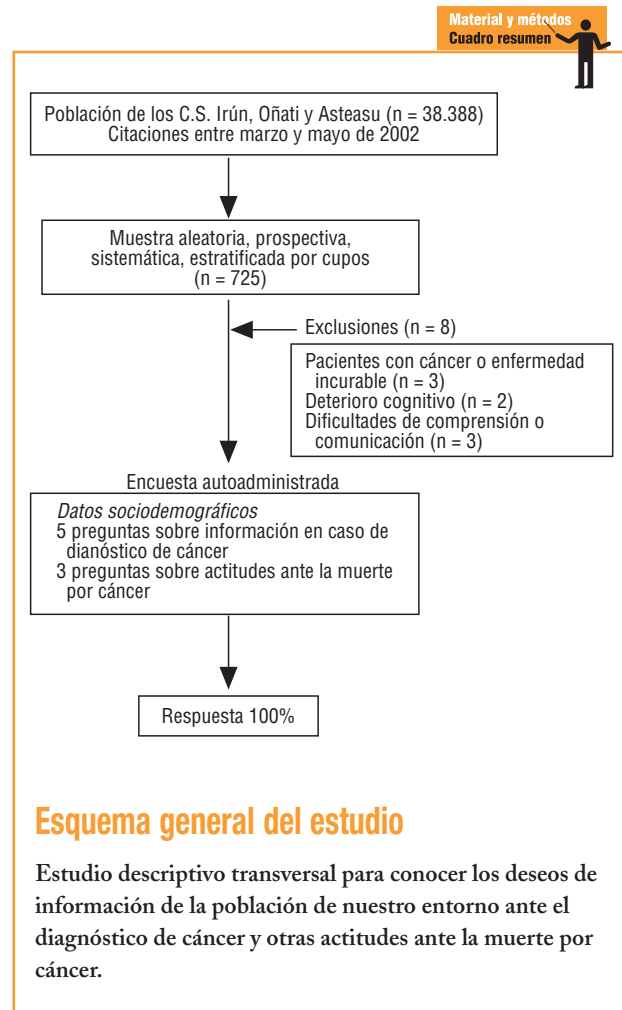 Material y métodos
Cuadro resumen
Población de los C.S. Irún, Oñati y Asteasu (n = 38.388)
Citaciones entre marzo y mayo de 2002
Muestra aleatoria, prospectiva,
sistemática, estratificada por cupos
(n = 725)
Exclusiones (n = 8)
Pacientes con cáncer o enfermedad
incurable (n = 3)
Deterioro cognitivo (n = 2)
Dificultades de comprensión o
comunicación (n = 3)
Encuesta autoadministrada
Datos sociodemográficos
5 preguntas sobre información en caso de
dianóstico de cáncer
3 preguntas sobre actitudes ante la muerte
por cáncer
Respuesta 100%
Esquema general del estudio
Estudio descriptivo transversal para conocer los deseos de
información de la población de nuestro entorno ante el
diagnóstico de cáncer y otras actitudes ante la muerte por
cáncer.